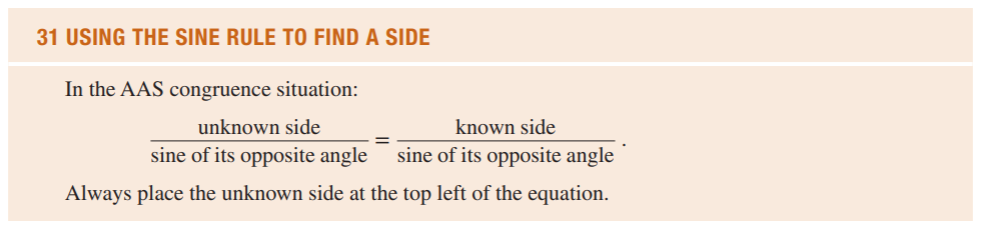 31 USING THE SINE RULE TO FIND A SIDE
In the AAS congruence situation:
unknown side / sine of its opposite angle = known side / sine of its opposite angle .
Always place the unknown side at the top left of the equation.